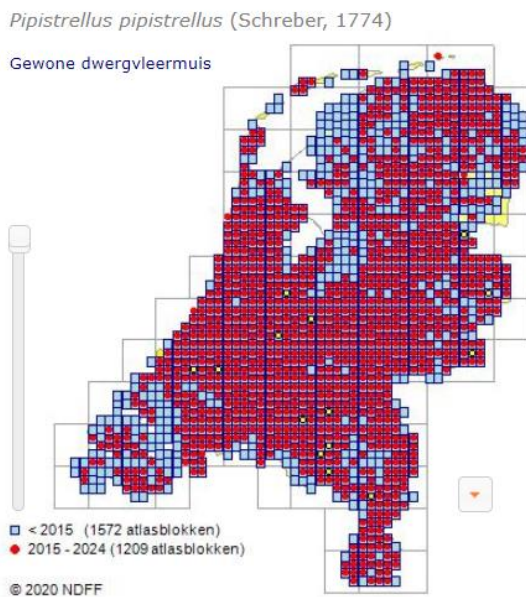 Pipistrellus pipistrellus (Schreber, 1774)
Gewone dwergvleermuis
< 2015 (1572 atlasblokken)
2015 - 2024 (1209 atlasblokken)
© 2020 NDFF